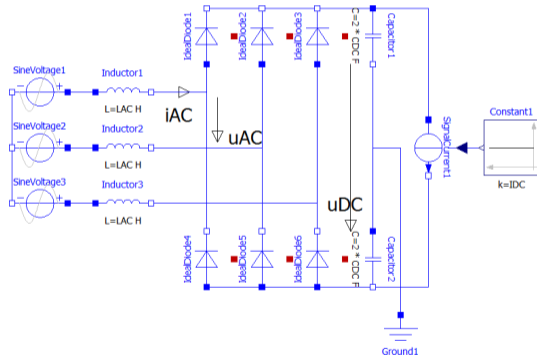 IdealDiode1
IdealDiode2
IdealDiode3
C=2 * CDC F
Capacitor1
SineVoltage1
Inductor1
L=LAC H
iAC
SineVoltage2
Inductor2
L=LAC H
uAC
SineVoltage3
Inductor3
L=LAC H
uDC
SignalCurrent1
Constant1
k=IDC
IdealDiode4
IdealDiode5
IdealDiode6
C=2 * CDC F
Capacitor2
Ground1
- +
- +
- +